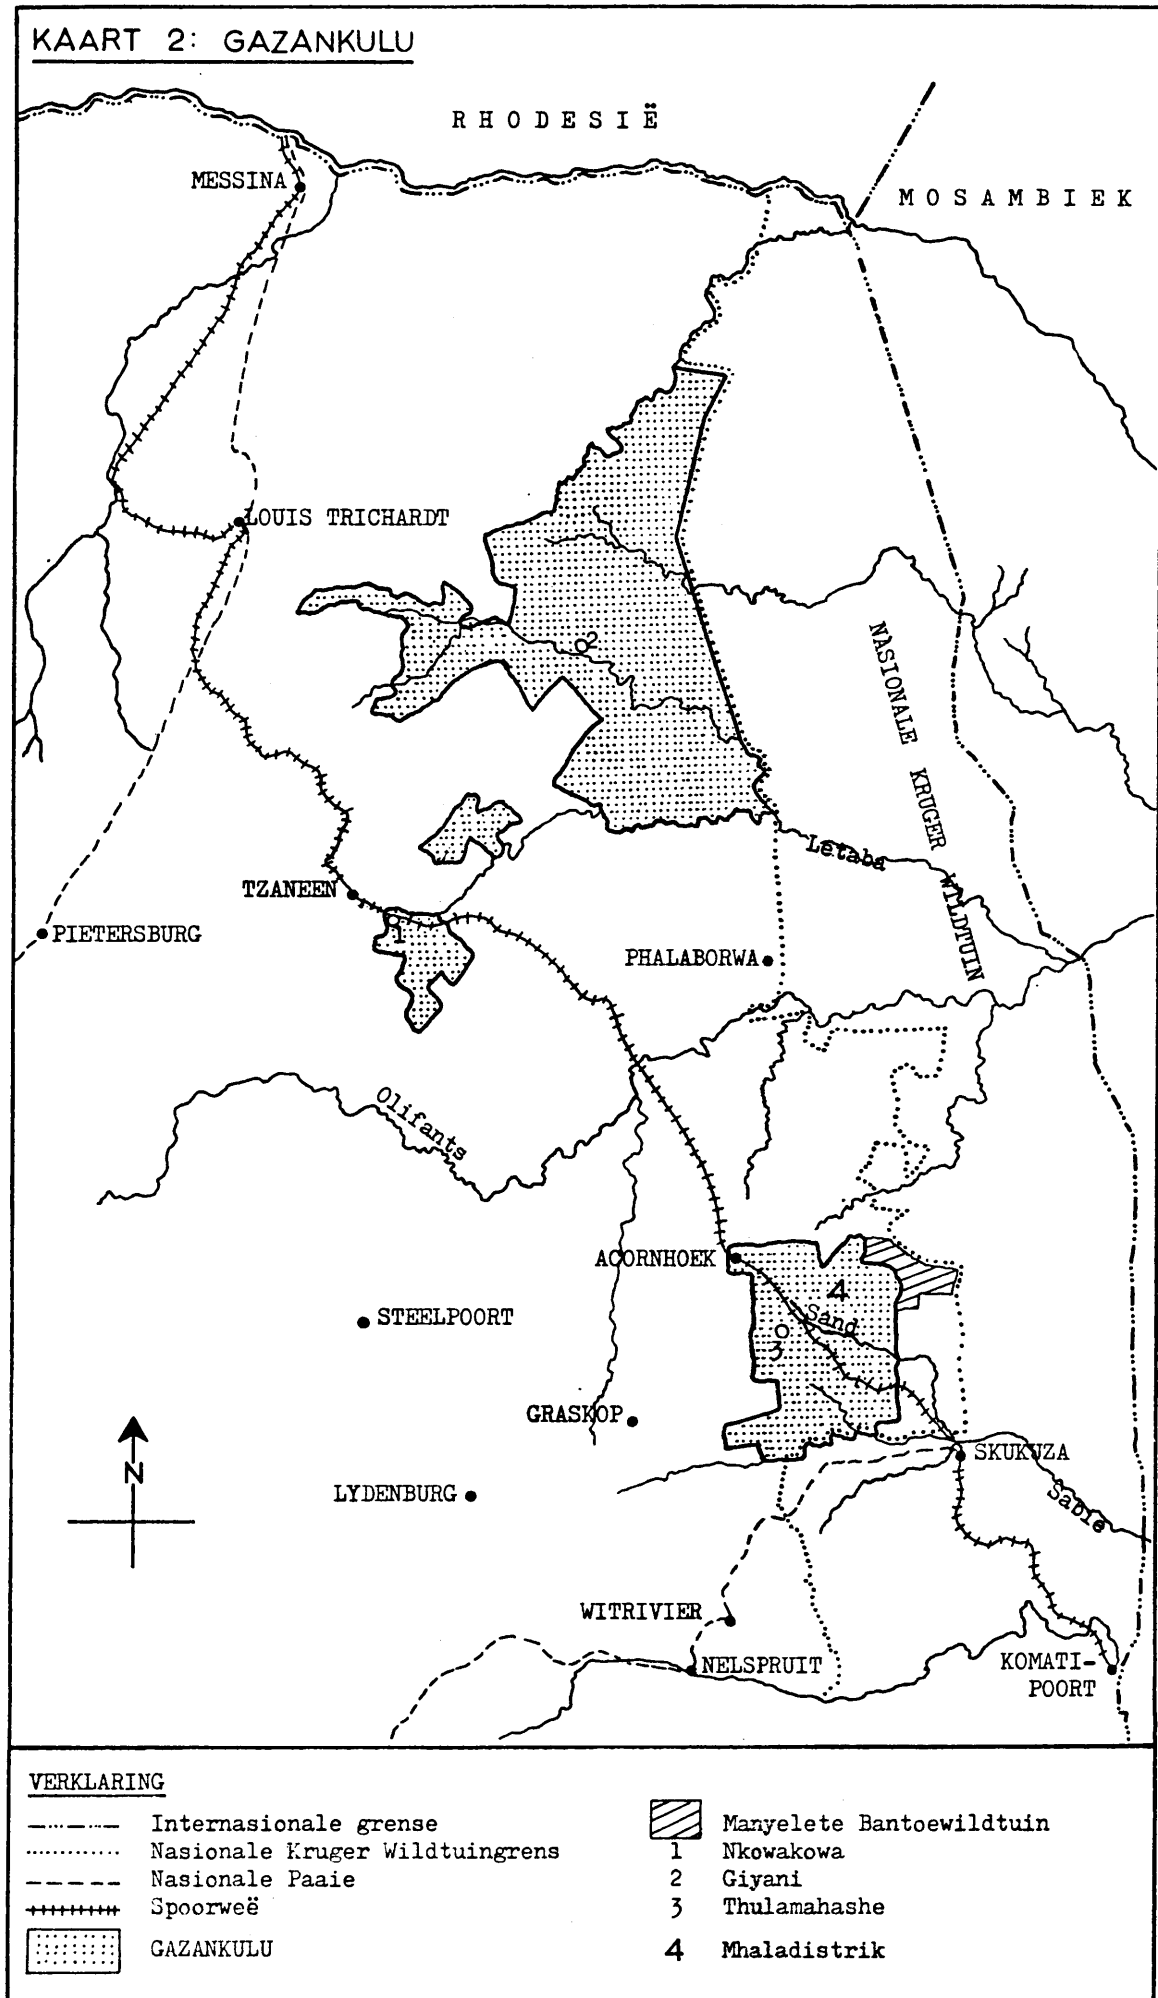 KAART 2: GAZANKULU
RHODESIË
MOSAMBIEK
MESSINA
LOUIS TRICHARDT
2
NASIONALE KRUGER WILDTUIN
Letaba
TZANEEN
1
PIETERSBURG
PHALABORWA
Olifants
ACORNHOEK
4
Sand
3
STEELPOORT
GRASKOP
SKUKUZA
N
LYDENBURG
Sabie
WITRIVIER
NELSPRUIT
KOMATI-
POORT
VERKLARING
Internasionale grense
Nasionale Kruger Wildtuingrens
Nasionale Paaie
Spoorweë
GAZANKULU
Manyelete Bantoewildtuin
1 Nkowakowa
2 Giyani
3 Thulamahashe
4 Mhaladistrik